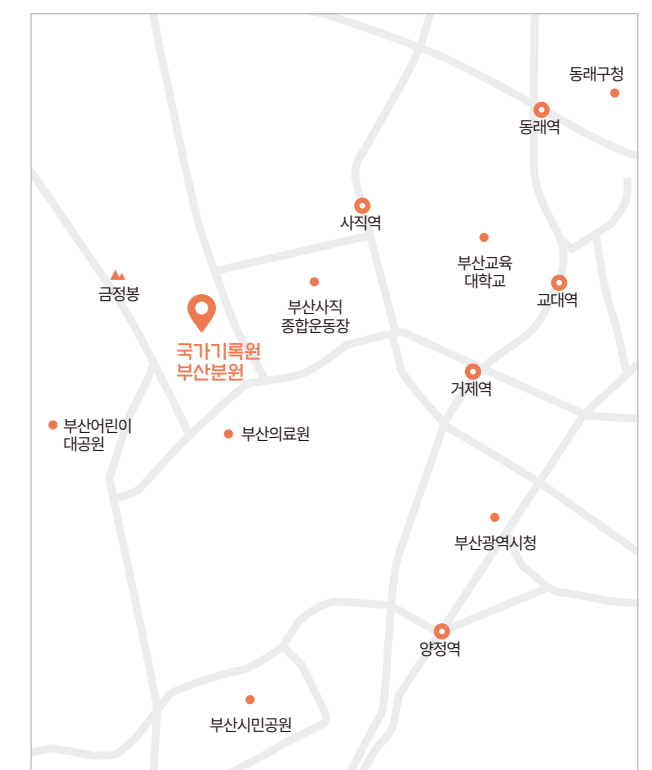 동래구청
동래역
사직역
부산교육
대학교
금정봉
교대역
부산사직
종합운동장
국가기록원
부산분원
거제역
부산어린이
대공원
부산의료원
부산광역시청
양정역
부산시민공원